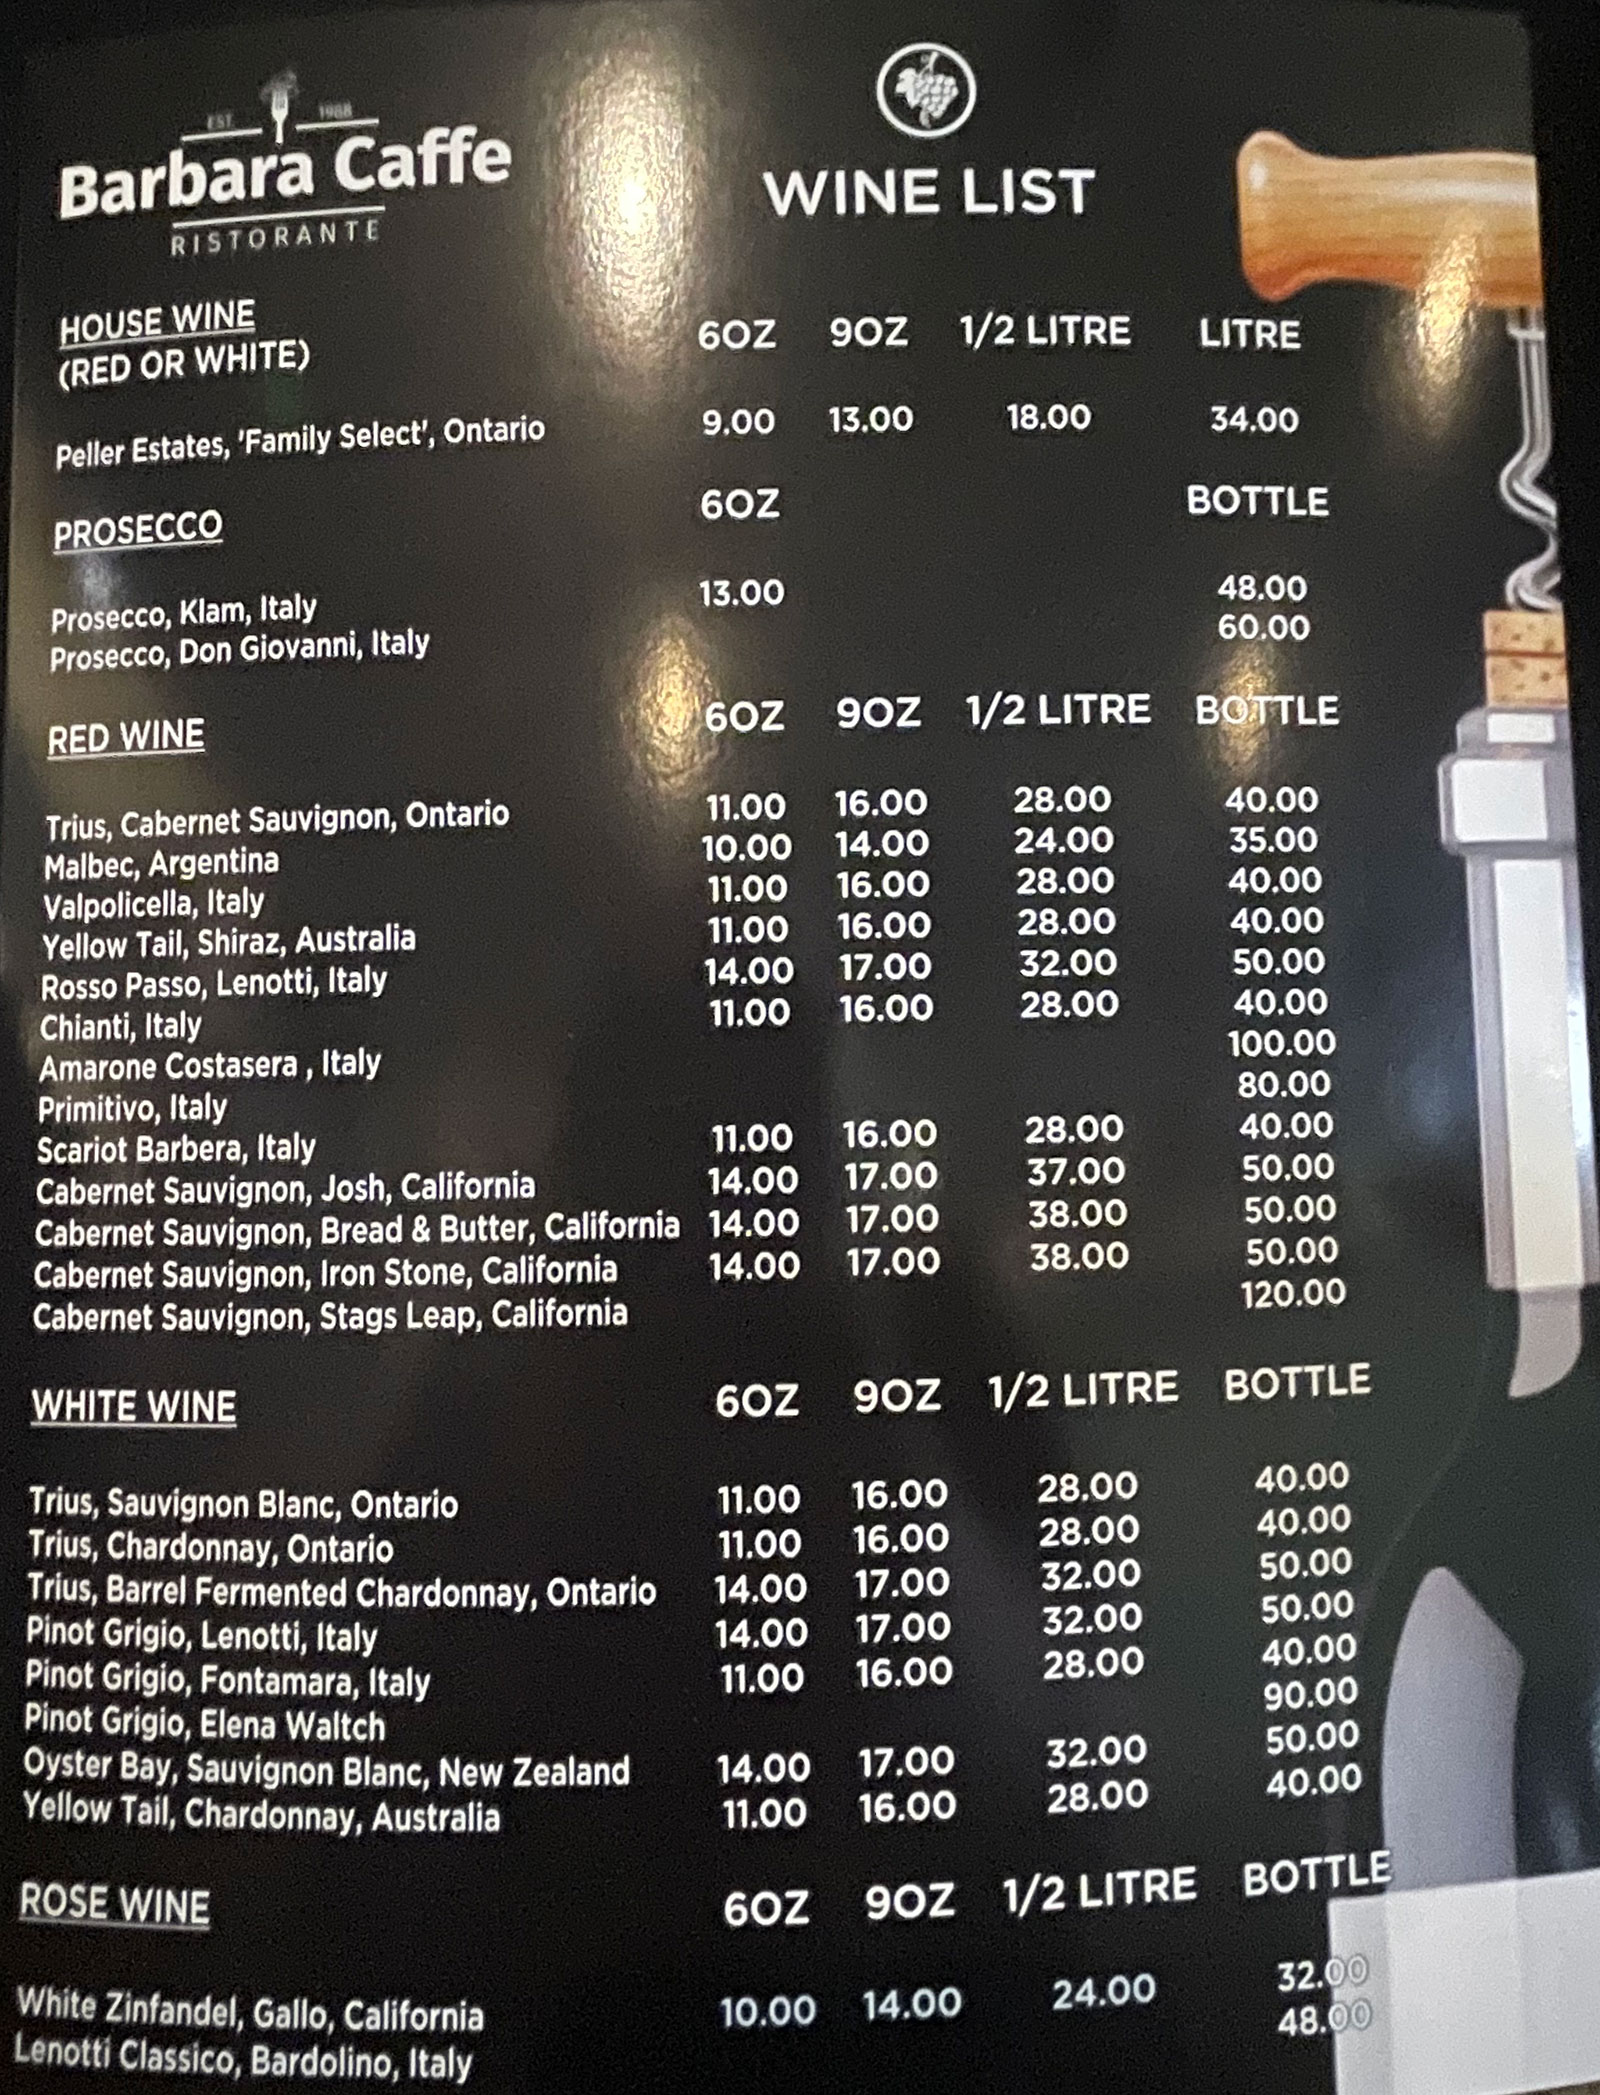 EST. 1988
Barbara Caffe
RISTORANTE
WINE LIST
HOUSE WINE
(RED OR WHITE) 6OZ 9OZ 1/2 LITRE LITRE
Peller Estates, 'Family Select', Ontario 9.00 13.00 18.00 34.00
PROSECCO 6OZ BOTTLE
Prosecco, Klam, Italy 13.00 48.00
Prosecco, Don Giovanni, Italy 60.00
RED WINE 6OZ 9OZ 1/2 LITRE BOTTLE
Trius, Cabernet Sauvignon, Ontario 11.00 16.00 28.00 40.00
Malbec, Argentina 10.00 14.00 24.00 35.00
Valpolicella, Italy 11.00 16.00 28.00 40.00
Yellow Tail, Shiraz, Australia 11.00 16.00 28.00 40.00
Rosso Passo, Lenotti, Italy 14.00 17.00 32.00 50.00
Chianti, Italy 11.00 16.00 28.00 40.00
Amarone Costasera , Italy 100.00
Primitivo, Italy 80.00
Scariot Barbera, Italy 11.00 16.00 28.00 40.00
Cabernet Sauvignon, Josh, California 14.00 17.00 37.00 50.00
Cabernet Sauvignon, Bread & Butter, California 14.00 17.00 38.00 50.00
Cabernet Sauvignon, Iron Stone, California 14.00 17.00 38.00 50.00
Cabernet Sauvignon, Stags Leap, California 120.00
WHITE WINE 6OZ 9OZ 1/2 LITRE BOTTLE
Trius, Sauvignon Blanc, Ontario 11.00 16.00 28.00 40.00
Trius, Chardonnay, Ontario 11.00 16.00 28.00 40.00
Trius, Barrel Fermented Chardonnay, Ontario 14.00 17.00 32.00 50.00
Pinot Grigio, Lenotti, Italy 14.00 17.00 32.00 50.00
Pinot Grigio, Fontamara, Italy 11.00 16.00 28.00 40.00
Pinot Grigio, Elena Waltch 90.00
Oyster Bay, Sauvignon Blanc, New Zealand 14.00 17.00 32.00 50.00
Yellow Tail, Chardonnay, Australia 11.00 16.00 28.00 40.00
ROSE WINE 6OZ 9OZ 1/2 LITRE BOTTLE
White Zinfandel, Gallo, California 10.00 14.00 24.00 32.00
Lenotti Classico, Bardolino, Italy 48.00